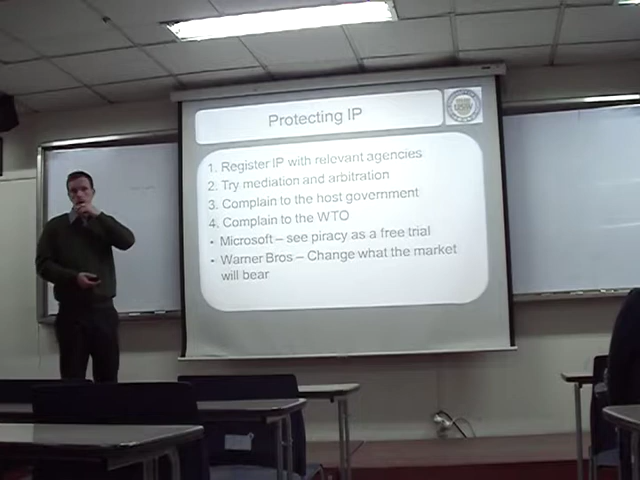 Protecting IP
1. Register IP with relevant agencies
2. Try mediation and arbitration
3. Complain to the host government
4. Complain to the WTO
• Microsoft – see piracy as a free trial
• Warner Bros – Change what the market
will bear